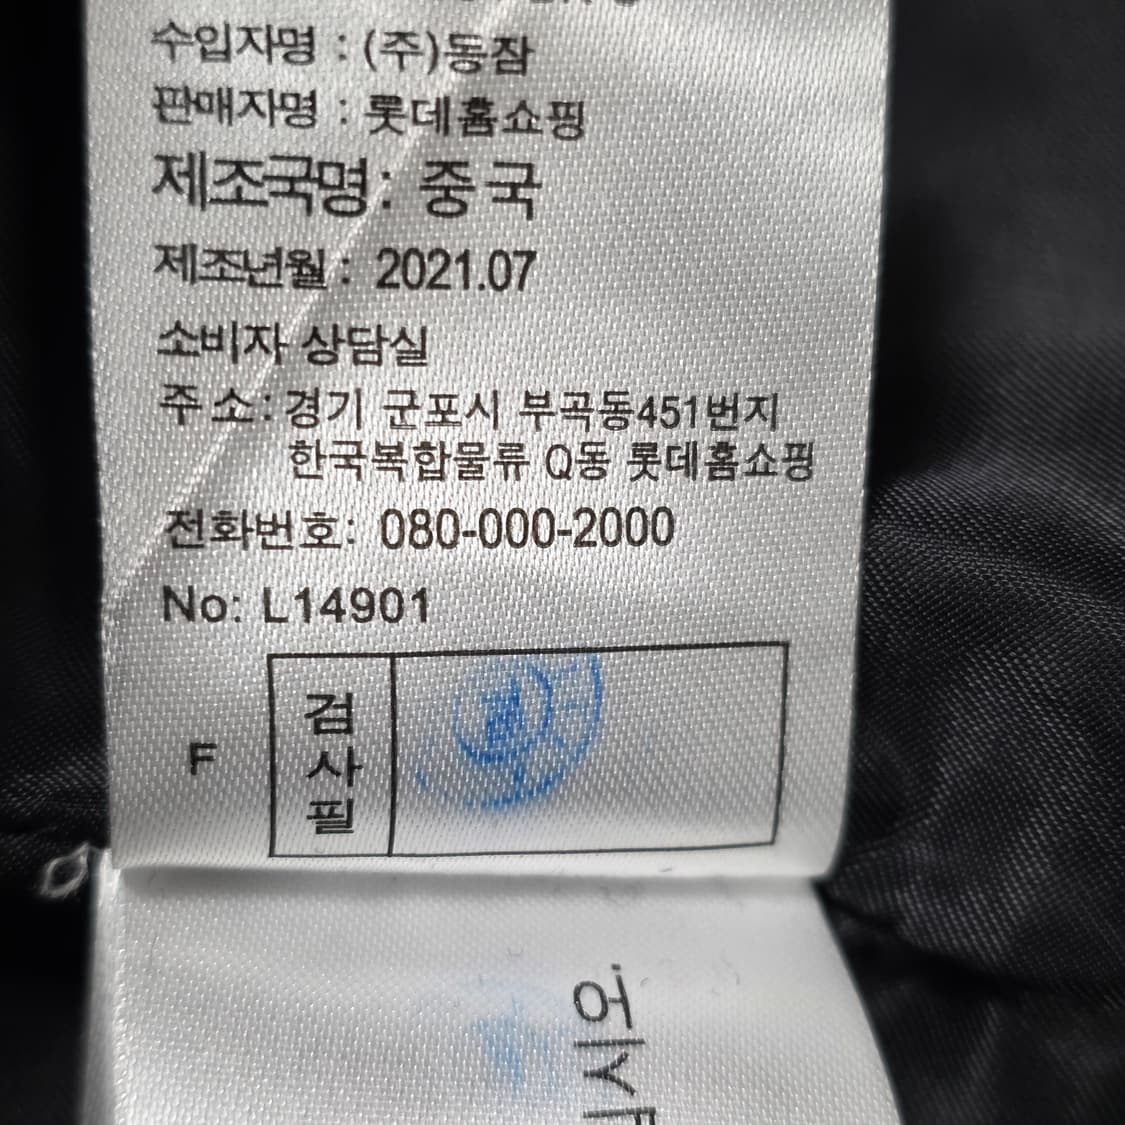 수입자명 : (주)동잠
판매자명 : 롯데홈쇼핑
제조국명: 중국
제조년월 : 2021.07
소비자 상담실
주 소 : 경기 군포시 부곡동451번지
한국복합물류 Q동 롯데홈쇼핑
전화번호: 080-000-2000
No: L14901
F
검사필